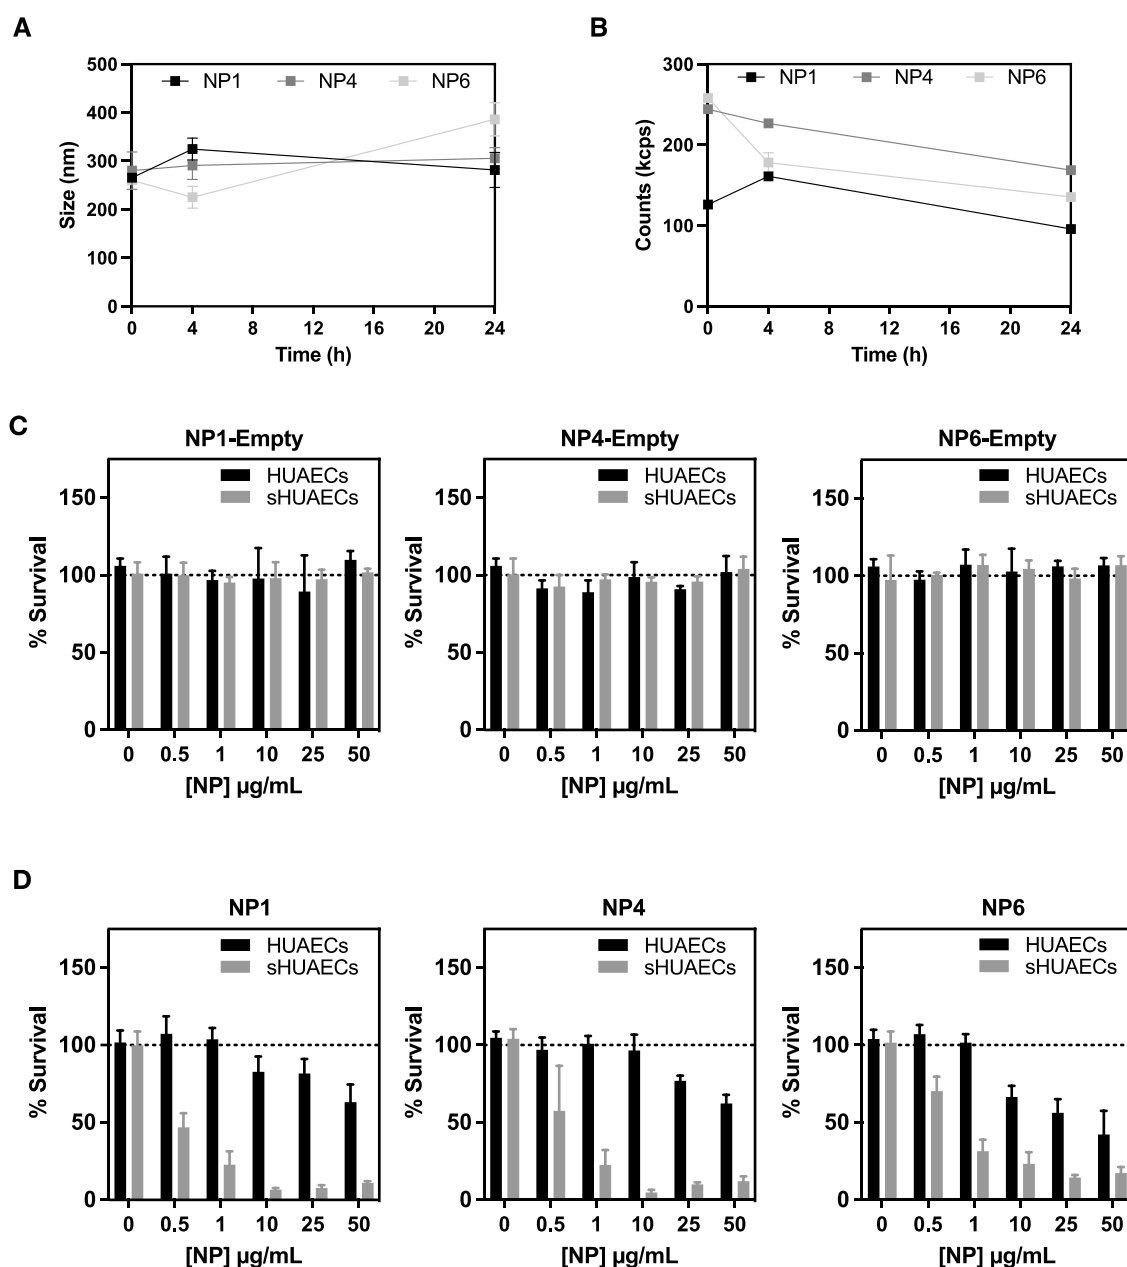 A
B
500
400
300
200
100
0
Size (nm)
NP1
NP4
NP6
0
4
8
12
16
20
24
Time (h)
300
200
100
0
Counts (kcps)
NP1
NP4
NP6
0
4
8
12
16
20
24
Time (h)
C
NP1-Empty
HUAECs
sHUAECs
150
100
50
0
% Survival
0
0.5
1
10
25
50
[NP] µg/mL
NP4-Empty
HUAECs
sHUAECs
150
100
50
0
% Survival
0
0.5
1
10
25
50
[NP] µg/mL
NP6-Empty
HUAECs
sHUAECs
150
100
50
0
% Survival
0
0.5
1
10
25
50
[NP] µg/mL
D
NP1
HUAECs
sHUAECs
150
100
50
0
% Survival
0
0.5
1
10
25
50
[NP] µg/mL
NP4
HUAECs
sHUAECs
150
100
50
0
% Survival
0
0.5
1
10
25
50
[NP] µg/mL
NP6
HUAECs
sHUAECs
150
100
50
0
% Survival
0
0.5
1
10
25
50
[NP] µg/mL